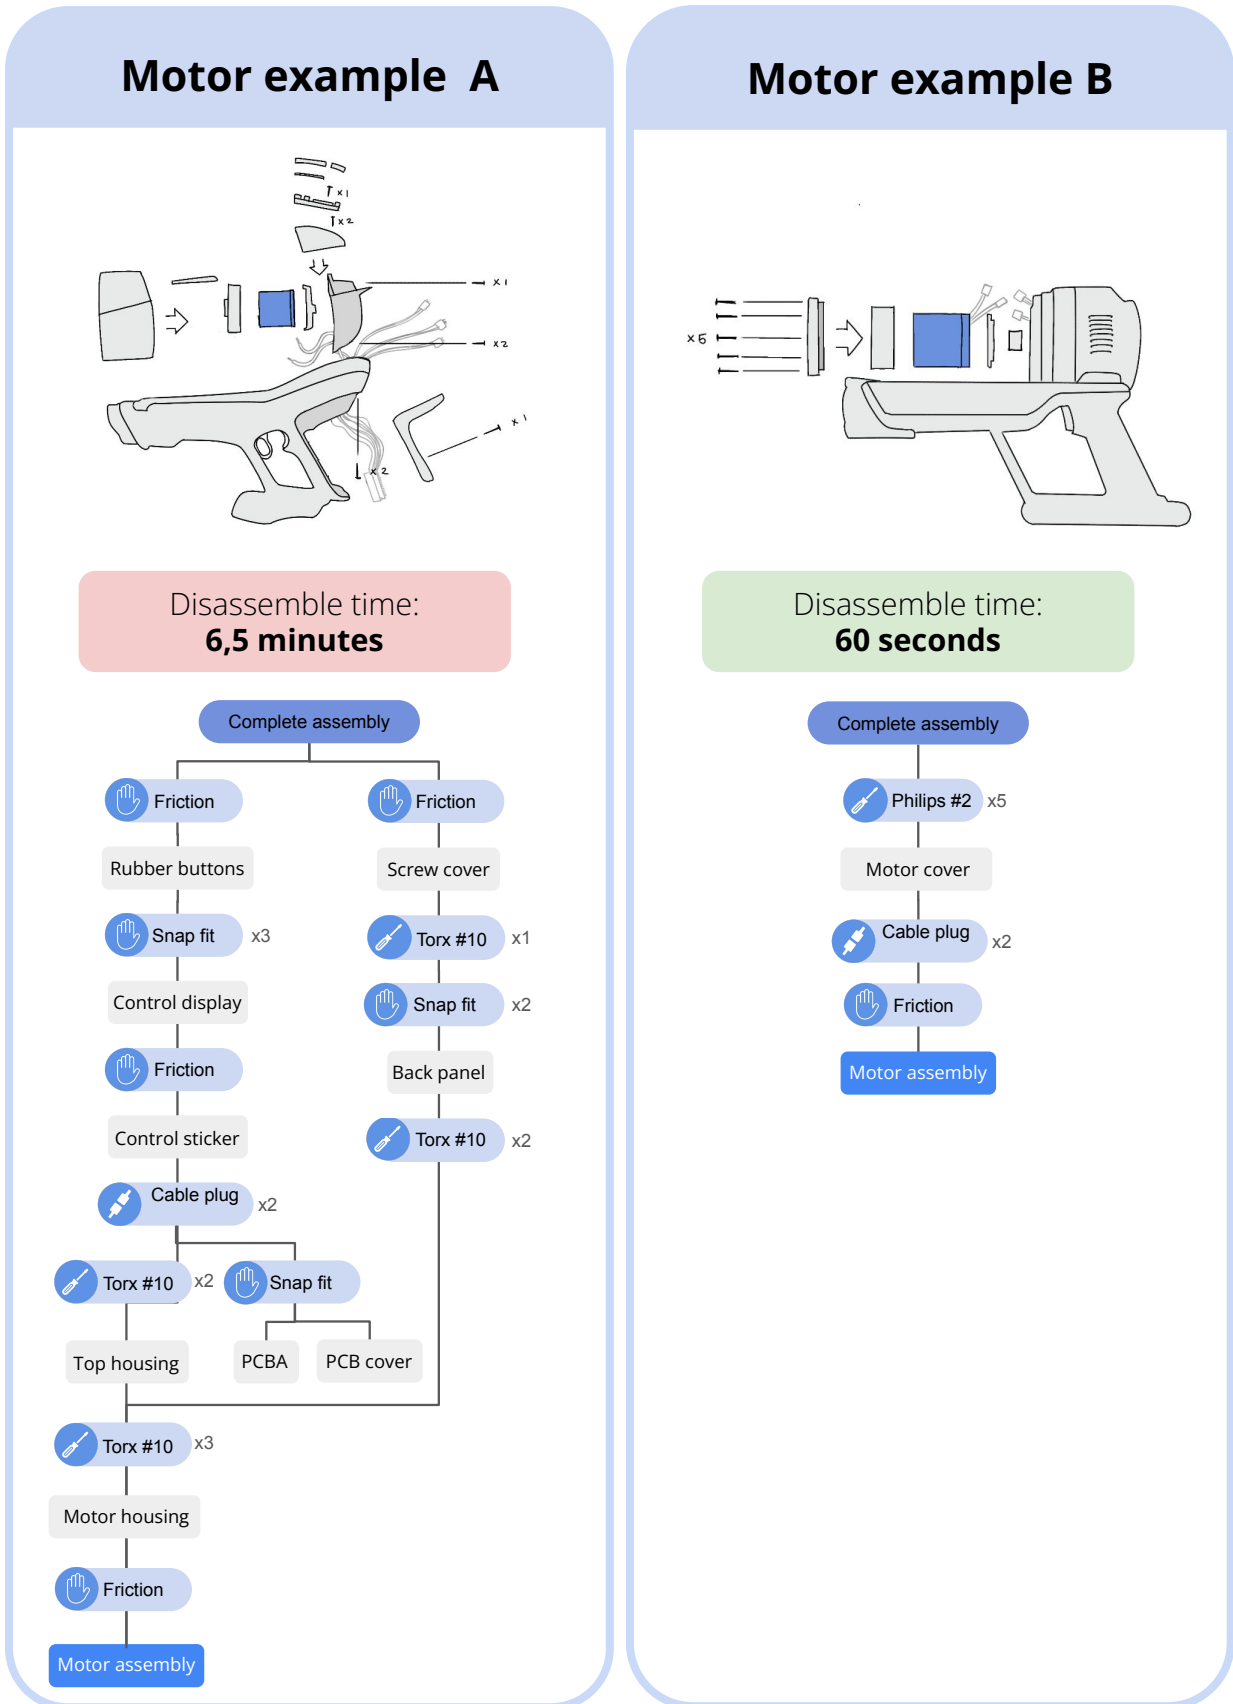 Motor example A
x1
x2
x1
x2
x1
x2
Disassemble time:
6,5 minutes
Complete assembly
Friction
Friction
Rubber buttons
Screw cover
Snap fit x3
Torx #10 x1
Control display
Snap fit x2
Friction
Back panel
Control sticker
Torx #10 x2
Cable plug x2
Torx #10 x2
Snap fit
Top housing
PCBA
PCB cover
Torx #10 x3
Motor housing
Friction
Motor assembly
Motor example B
x5
Disassemble time:
60 seconds
Complete assembly
Philips #2 x5
Motor cover
Cable plug x2
Friction
Motor assembly